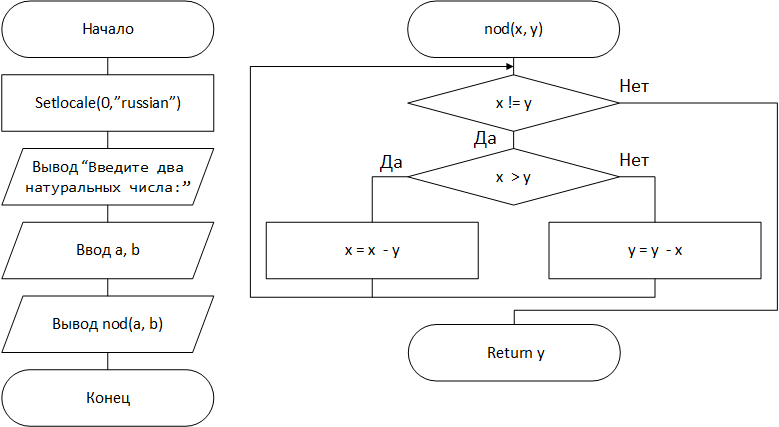 Начало
Setlocale(0,”russian”)
Вывод “Введите два
натуральных числа:”
Ввод a, b
Вывод nod(a, b)
Конец
nod(x, y)
x != y
Нет
Да
x > y
Да
Нет
x = x - y
y = y - x
Return y